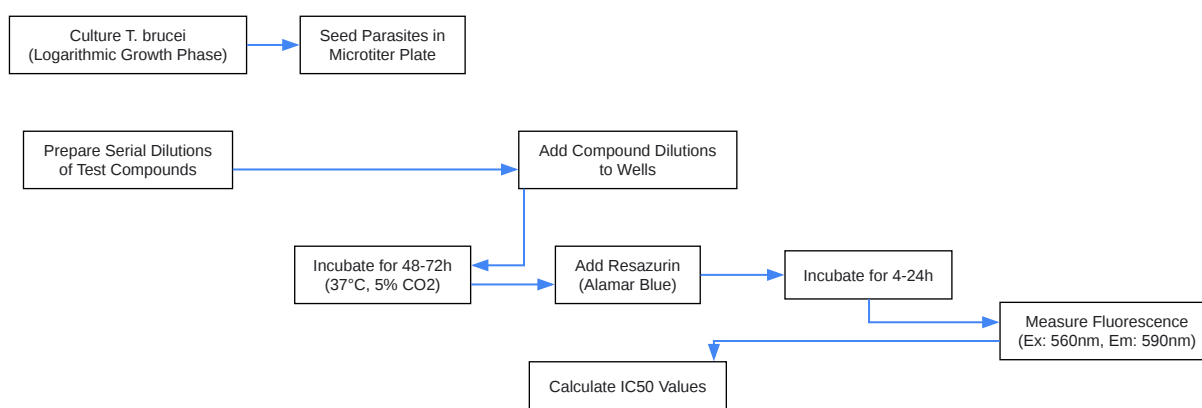 Culture T. brucei
(Logarithmic Growth Phase)
Seed Parasites in
Microtiter Plate
Prepare Serial Dilutions
of Test Compounds
Add Compound Dilutions
to Wells
Incubate for 48-72h
(37°C, 5% CO2)
Add Resazurin
(Alamar Blue)
Incubate for 4-24h
Measure Fluorescence
(Ex: 560nm, Em: 590nm)
Calculate IC50 Values